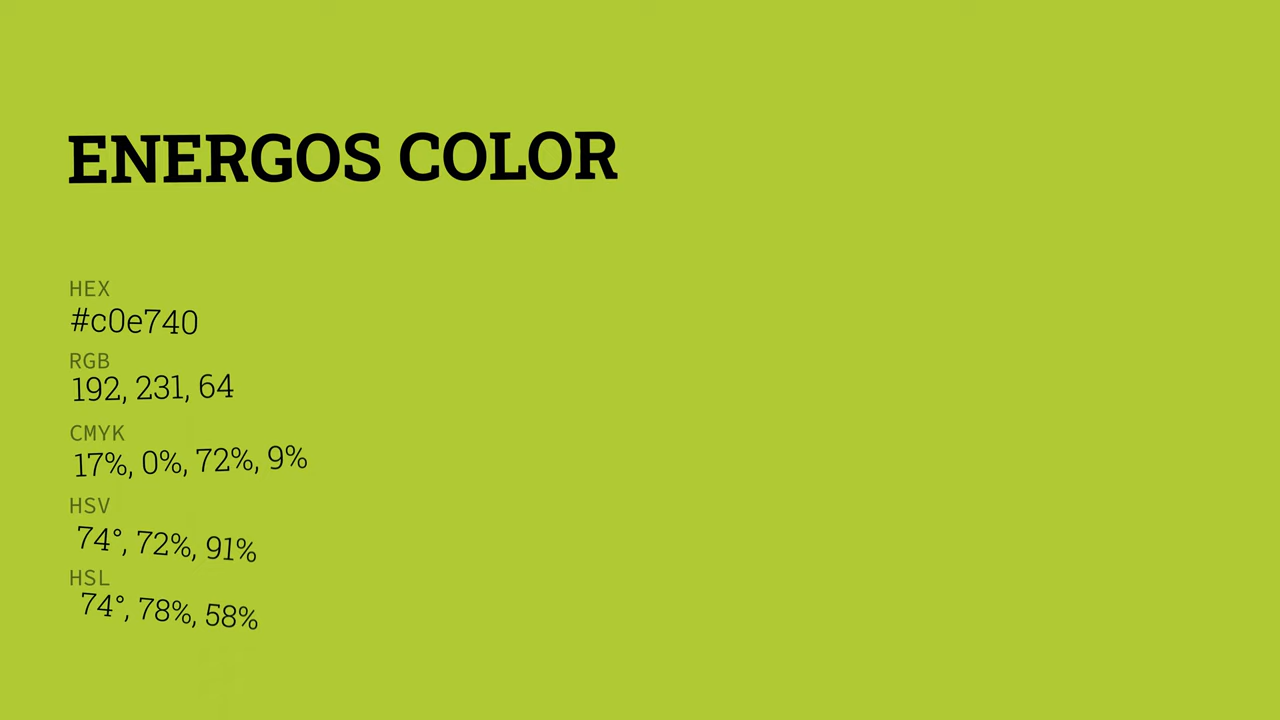 ENERGOS COLOR
HEX
#c0e740
RGB
192, 231, 64
CMYK
17%, 0%, 72%, 9%
HSV
74°, 72%, 91%
HSL
74°, 78%, 58%